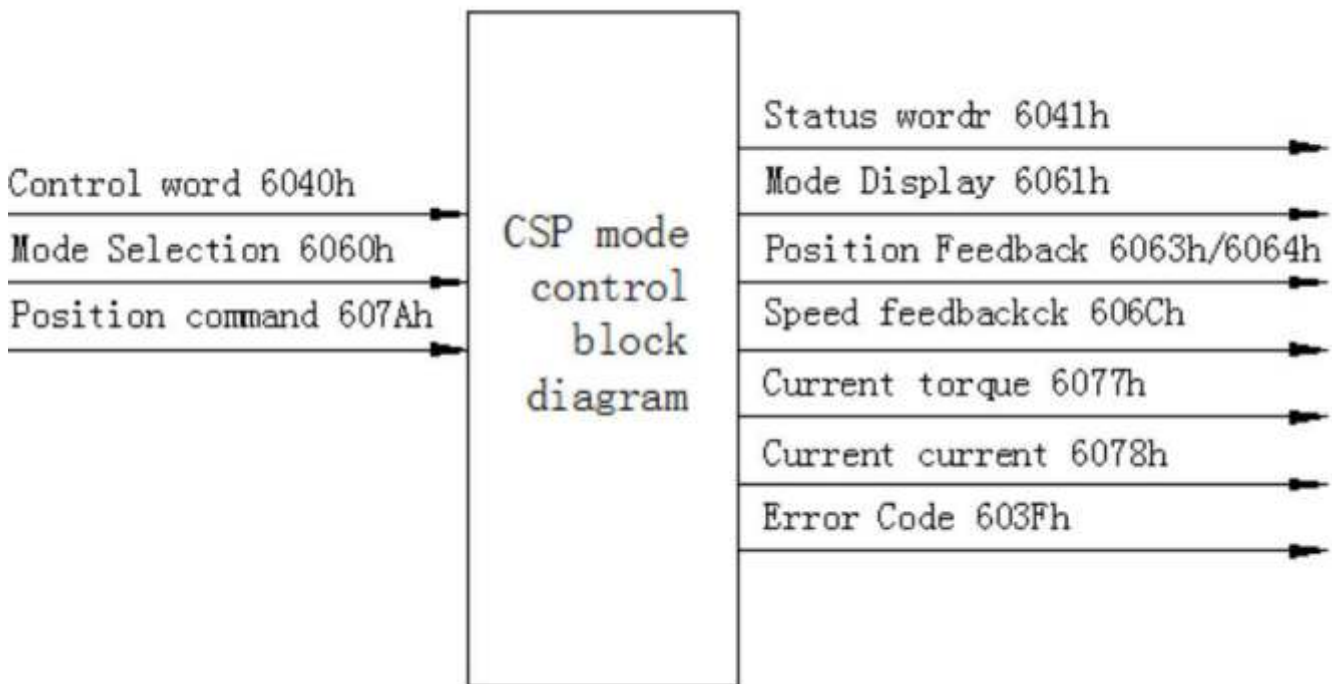 Control word 6040h
Mode Selection 6060h
Position command 607Ah
CSP mode
control
block
diagram
Status wordr 6041h
Mode Display 6061h
Position Feedback 6063h/6064h
Speed feedbackck 606Ch
Current torque 6077h
Current current 6078h
Error Code 603Fh